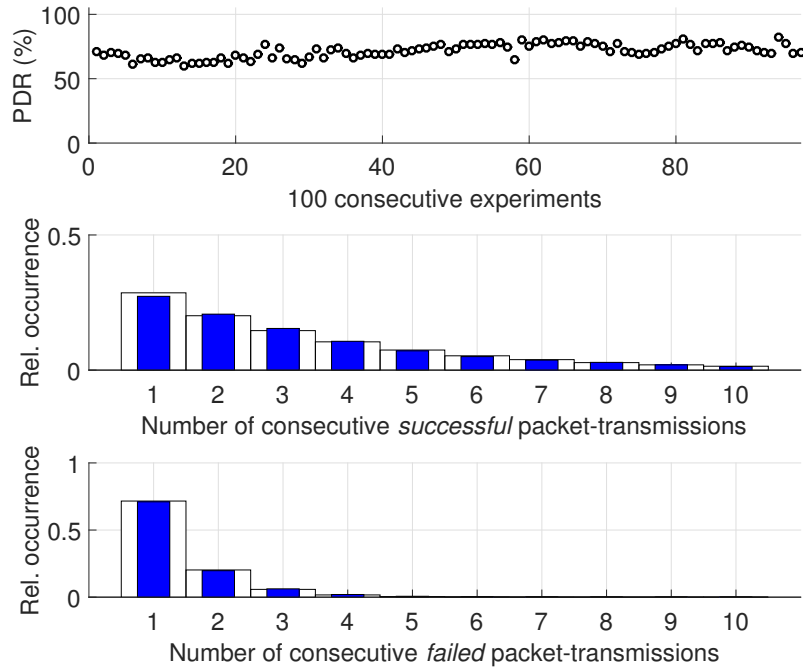 100
50
0
PDR (%)
0 20 40 60 80
100 consecutive experiments
0.5
0
Rel. occurrence
1 2 3 4 5 6 7 8 9 10
Number of consecutive successful packet-transmissions
1
0.5
0
Rel. occurrence
1 2 3 4 5 6 7 8 9 10
Number of consecutive failed packet-transmissions